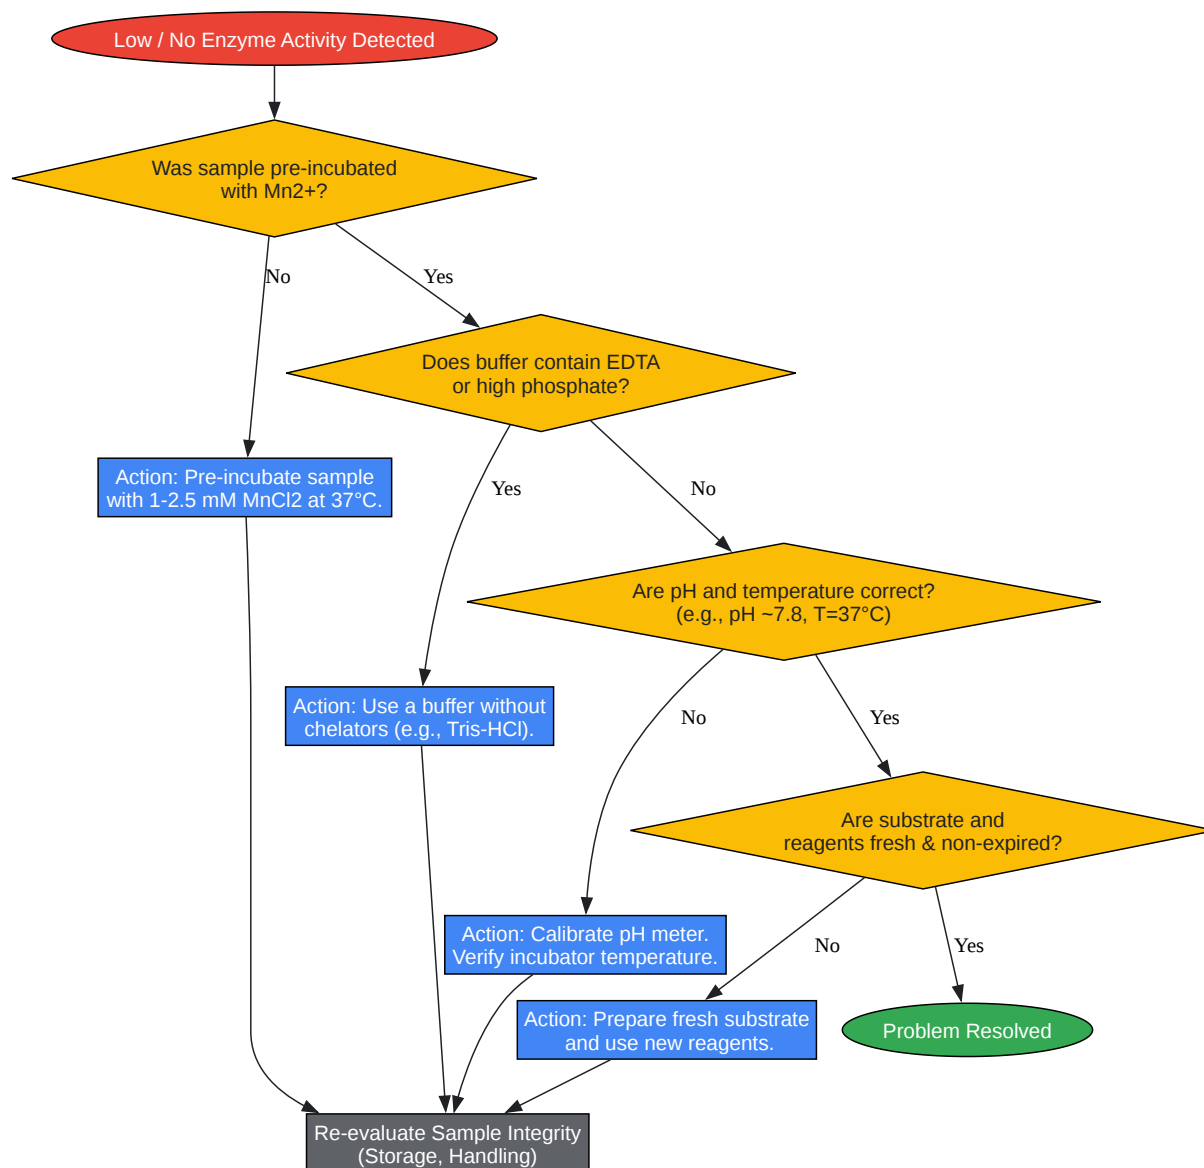 Low / No Enzyme Activity Detected
Was sample pre-incubated
with Mn2+?
No
Yes
Does buffer contain EDTA
or high phosphate?
Action: Pre-incubate sample
with 1-2.5 mM MnCl2 at 37°C.
Yes
No
Are pH and temperature correct?
(e.g., pH ~7.8, T=37°C)
Action: Use a buffer without
chelators (e.g., Tris-HCl).
No
Yes
Are substrate and
reagents fresh & non-expired?
Action: Calibrate pH meter.
Verify incubator temperature.
No
Yes
Action: Prepare fresh substrate
and use new reagents.
Problem Resolved
Re-evaluate Sample Integrity
(Storage, Handling)